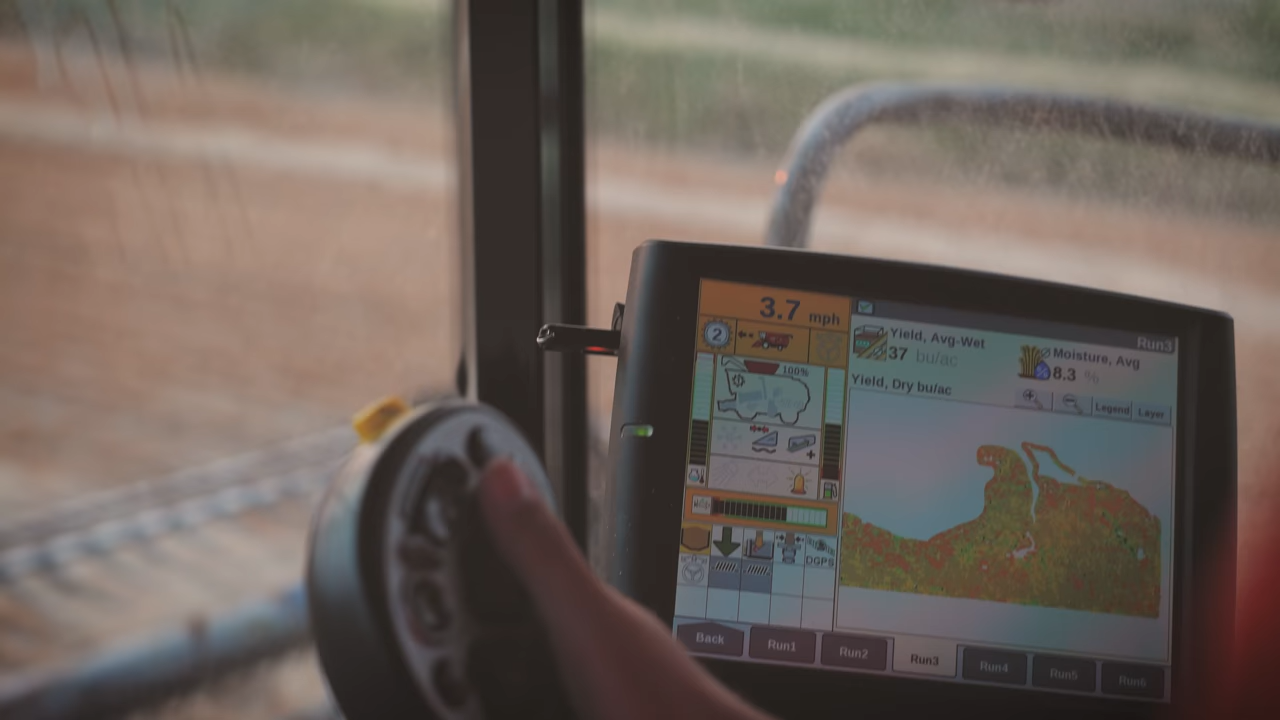 3.7 mph
2
100%
Run3
Yield, Avg-Wet
37 bu/ac
Moisture, Avg
8.3 %
Yield, Dry bu/ac
Legend
Layer
DGPS
Back
Run1
Run2
Run3
Run4
Run5
Run6